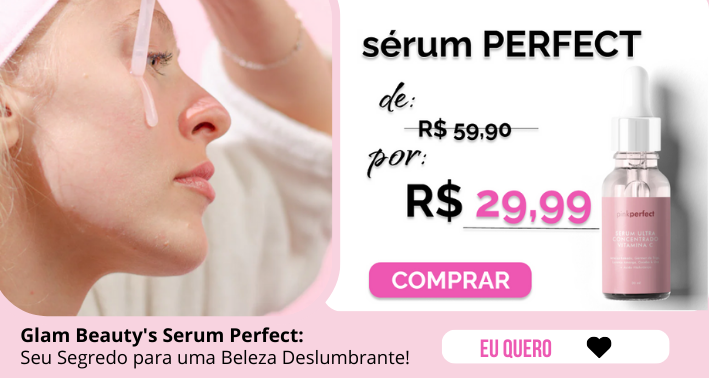 sérum PERFECT
de:
R$ 59,90
por:
R$ 29,99
pinkperfect
SERUM ULTRA
CONCENTRADO
VITAMINA C
COMPRAR
Glam Beauty's Serum Perfect:
Seu Segredo para uma Beleza Deslumbrante!
EU QUERO